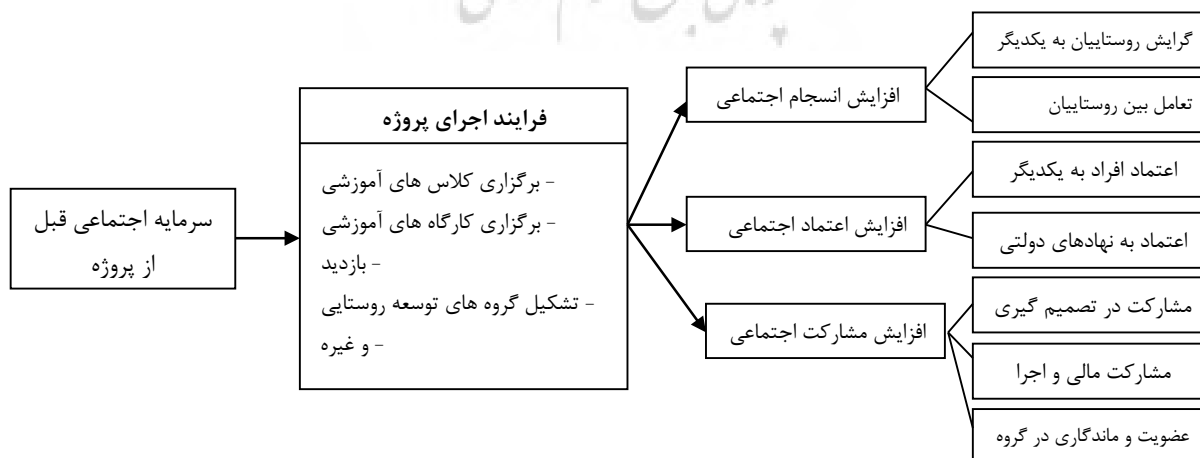 سرمایه اجتماعی قبل
از پروژه
فرایند اجرای پروژه
- برگزاری کلاس های آموزشی
- برگزاری کارگاه های آموزشی
- بازدید
- تشکیل گروه های توسعه روستایی
- و غیره
افزایش انسجام اجتماعی
افزایش اعتماد اجتماعی
افزایش مشارکت اجتماعی
گرایش روستاییان به یکدیگر
تعامل بین روستاییان
اعتماد افراد به یکدیگر
اعتماد به نهادهای دولتی
مشارکت در تصمیم گیری
مشارکت مالی و اجرا
عضویت و ماندگاری در گروه